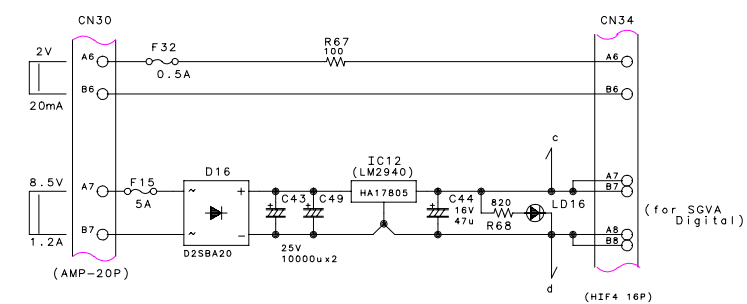 CN30
CN34
F32
R67
100
2V
A6
A6
0.5A
B6
B6
20mA
IC12
(LM2940)
D16
8.5V
A7
F15
~
+
C43
C49
HA17805
C44
820
c
A7
B7
+
+
+
16V
47u
LD16
5A
R68
(for SGVA
Digital)
1.2A
B7
~
−
A8
B8
D2SBA20
25V
10000ux2
(AMP-20P)
d
(HIF4 16P)